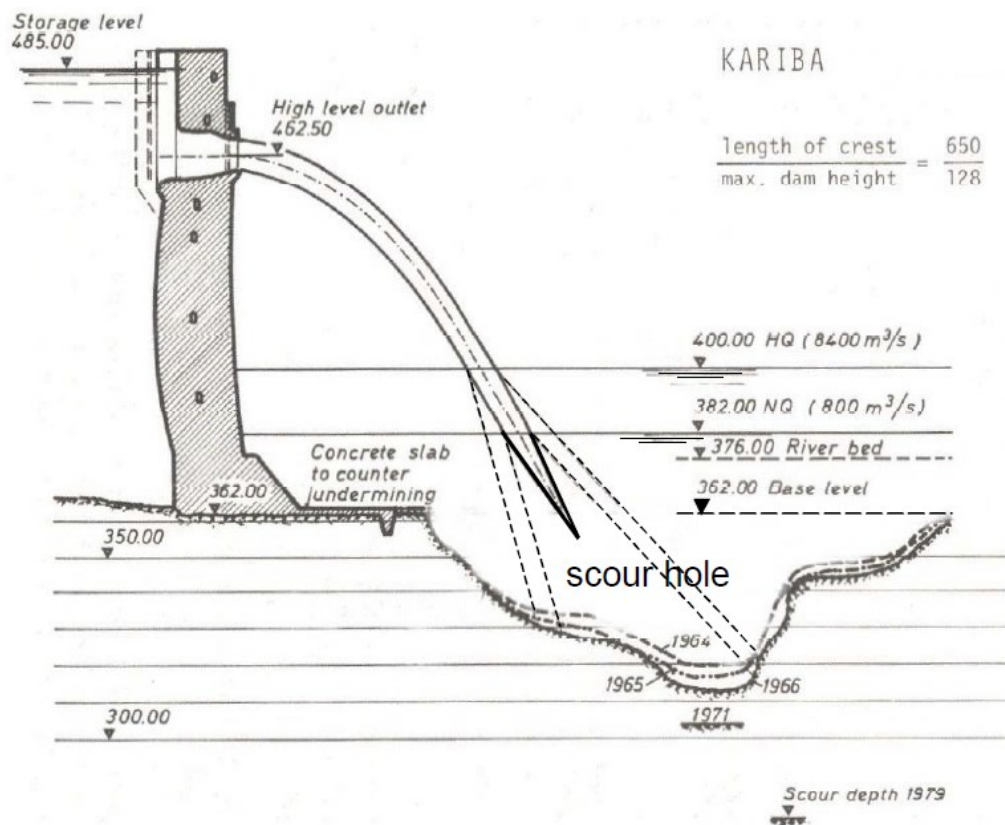 Storage level
485.00
KARIBA
High level outlet
462.50
length of crest
max. dam height
=
650
128
400.00 HQ (8400 m³/s)
382.00 NQ (800 m³/s)
376.00 River bed
Concrete slab
to counter
undermining
362.00
362.00 Base level
350.00
scour hole
1964
1965
1966
1971
300.00
Scour depth 1979